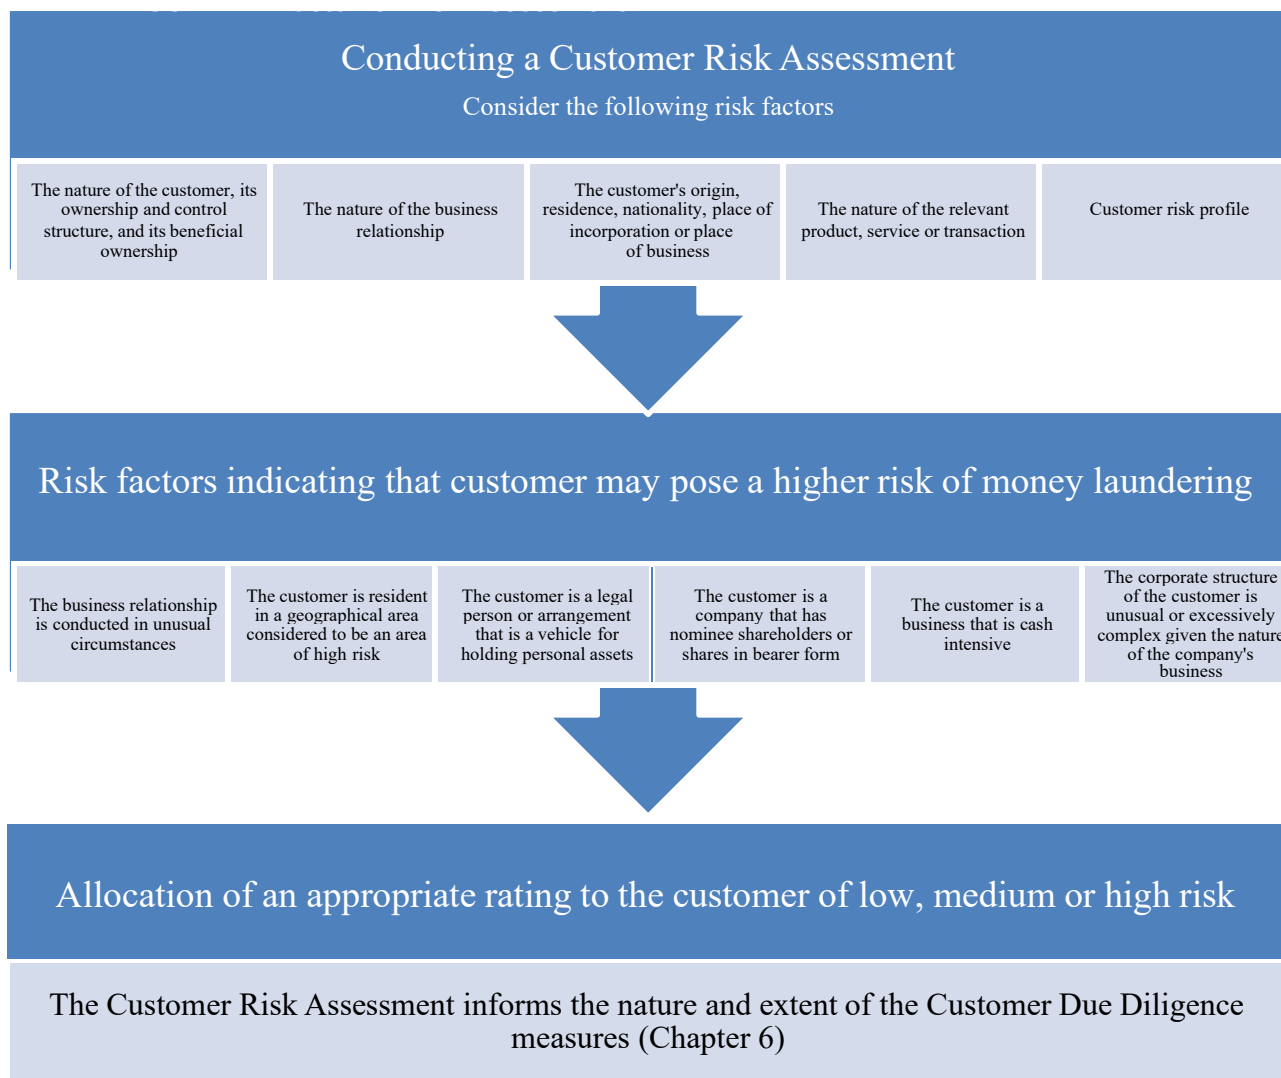 Conducting a Customer Risk Assessment
Consider the following risk factors
The nature of the customer, its
ownership and control
structure, and its beneficial
ownership
The nature of the business
relationship
The customer's origin,
residence, nationality, place of
incorporation or place
of business
The nature of the relevant
product, service or transaction
Customer risk profile
Risk factors indicating that customer may pose a higher risk of money laundering
The business relationship
is conducted in unusual
circumstances
The customer is resident
in a geographical area
considered to be an area
of high risk
The customer is a legal
person or arrangement
that is a vehicle for
holding personal assets
The customer is a
company that has
nominee shareholders or
shares in bearer form
The customer is a
business that is cash
intensive
The corporate structure
of the customer is
unusual or excessively
complex given the nature
of the company's
business
Allocation of an appropriate rating to the customer of low, medium or high risk
The Customer Risk Assessment informs the nature and extent of the Customer Due Diligence
measures (Chapter 6)